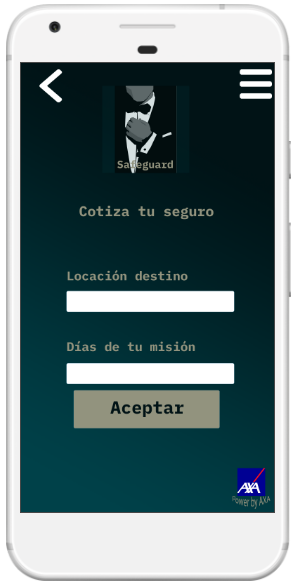 Safeguard
Cotiza tu seguro
Locación destino
Días de tu misión
Aceptar
AXA
Power by AXA